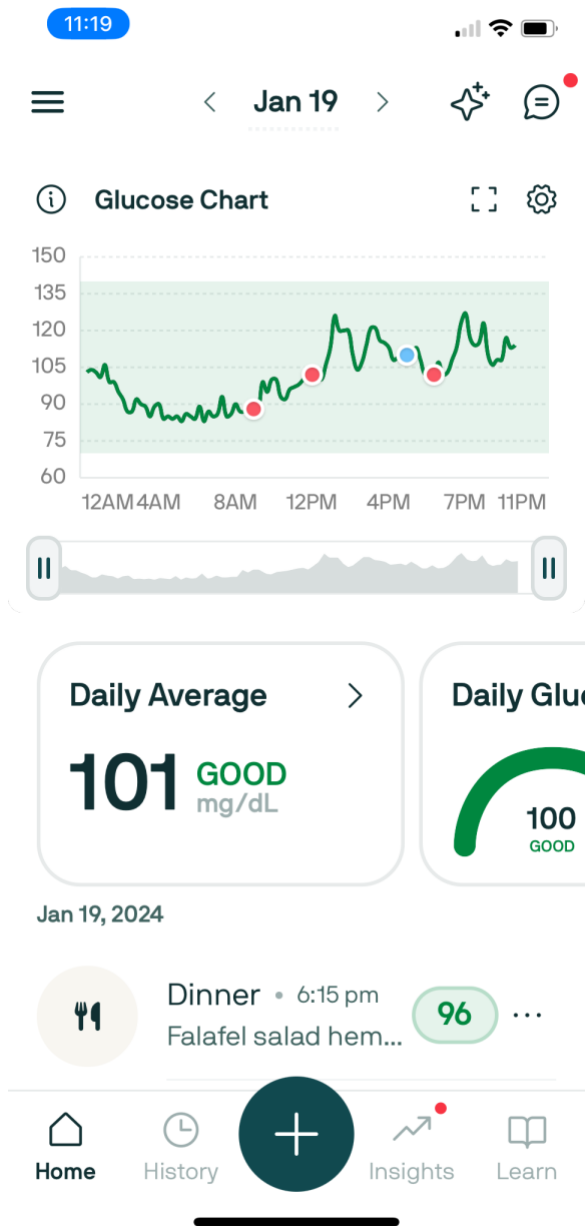 11:19
Jan 19
Glucose Chart
150
135
120
105
90
75
60
12AM 4AM 8AM 12PM 4PM 7PM 11PM
Daily Average
101 GOOD
mg/dL
Daily Glu
100
GOOD
Jan 19, 2024
Dinner • 6:15 pm
Falafel salad hem...
96
Home History Insights Learn